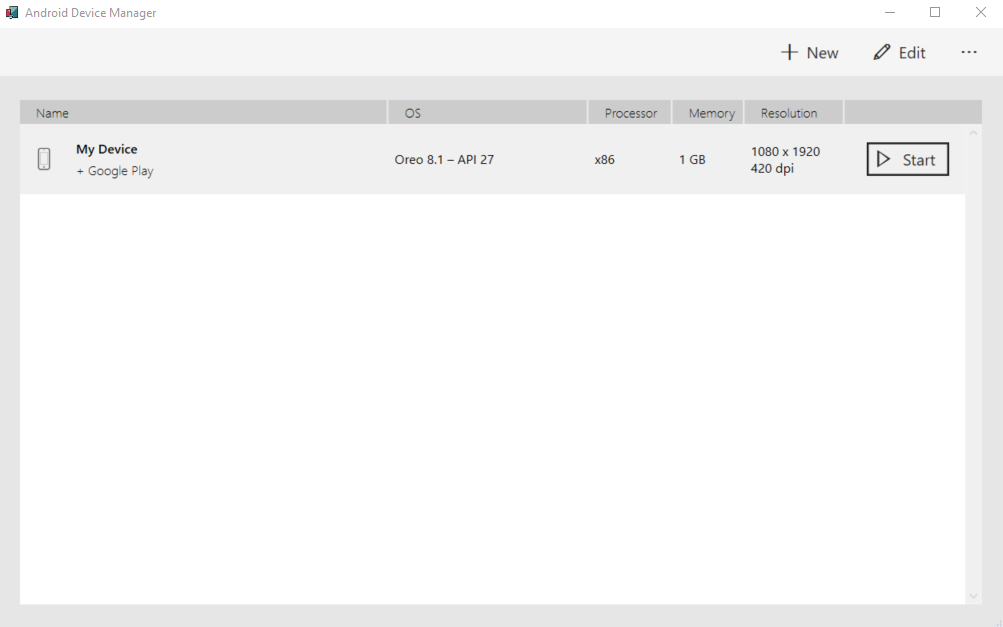 Android Device Manager
New Edit ...
Name OS Processor Memory Resolution
My Device
+ Google Play
Oreo 8.1 – API 27
x86
1 GB
1080 x 1920
420 dpi
Start